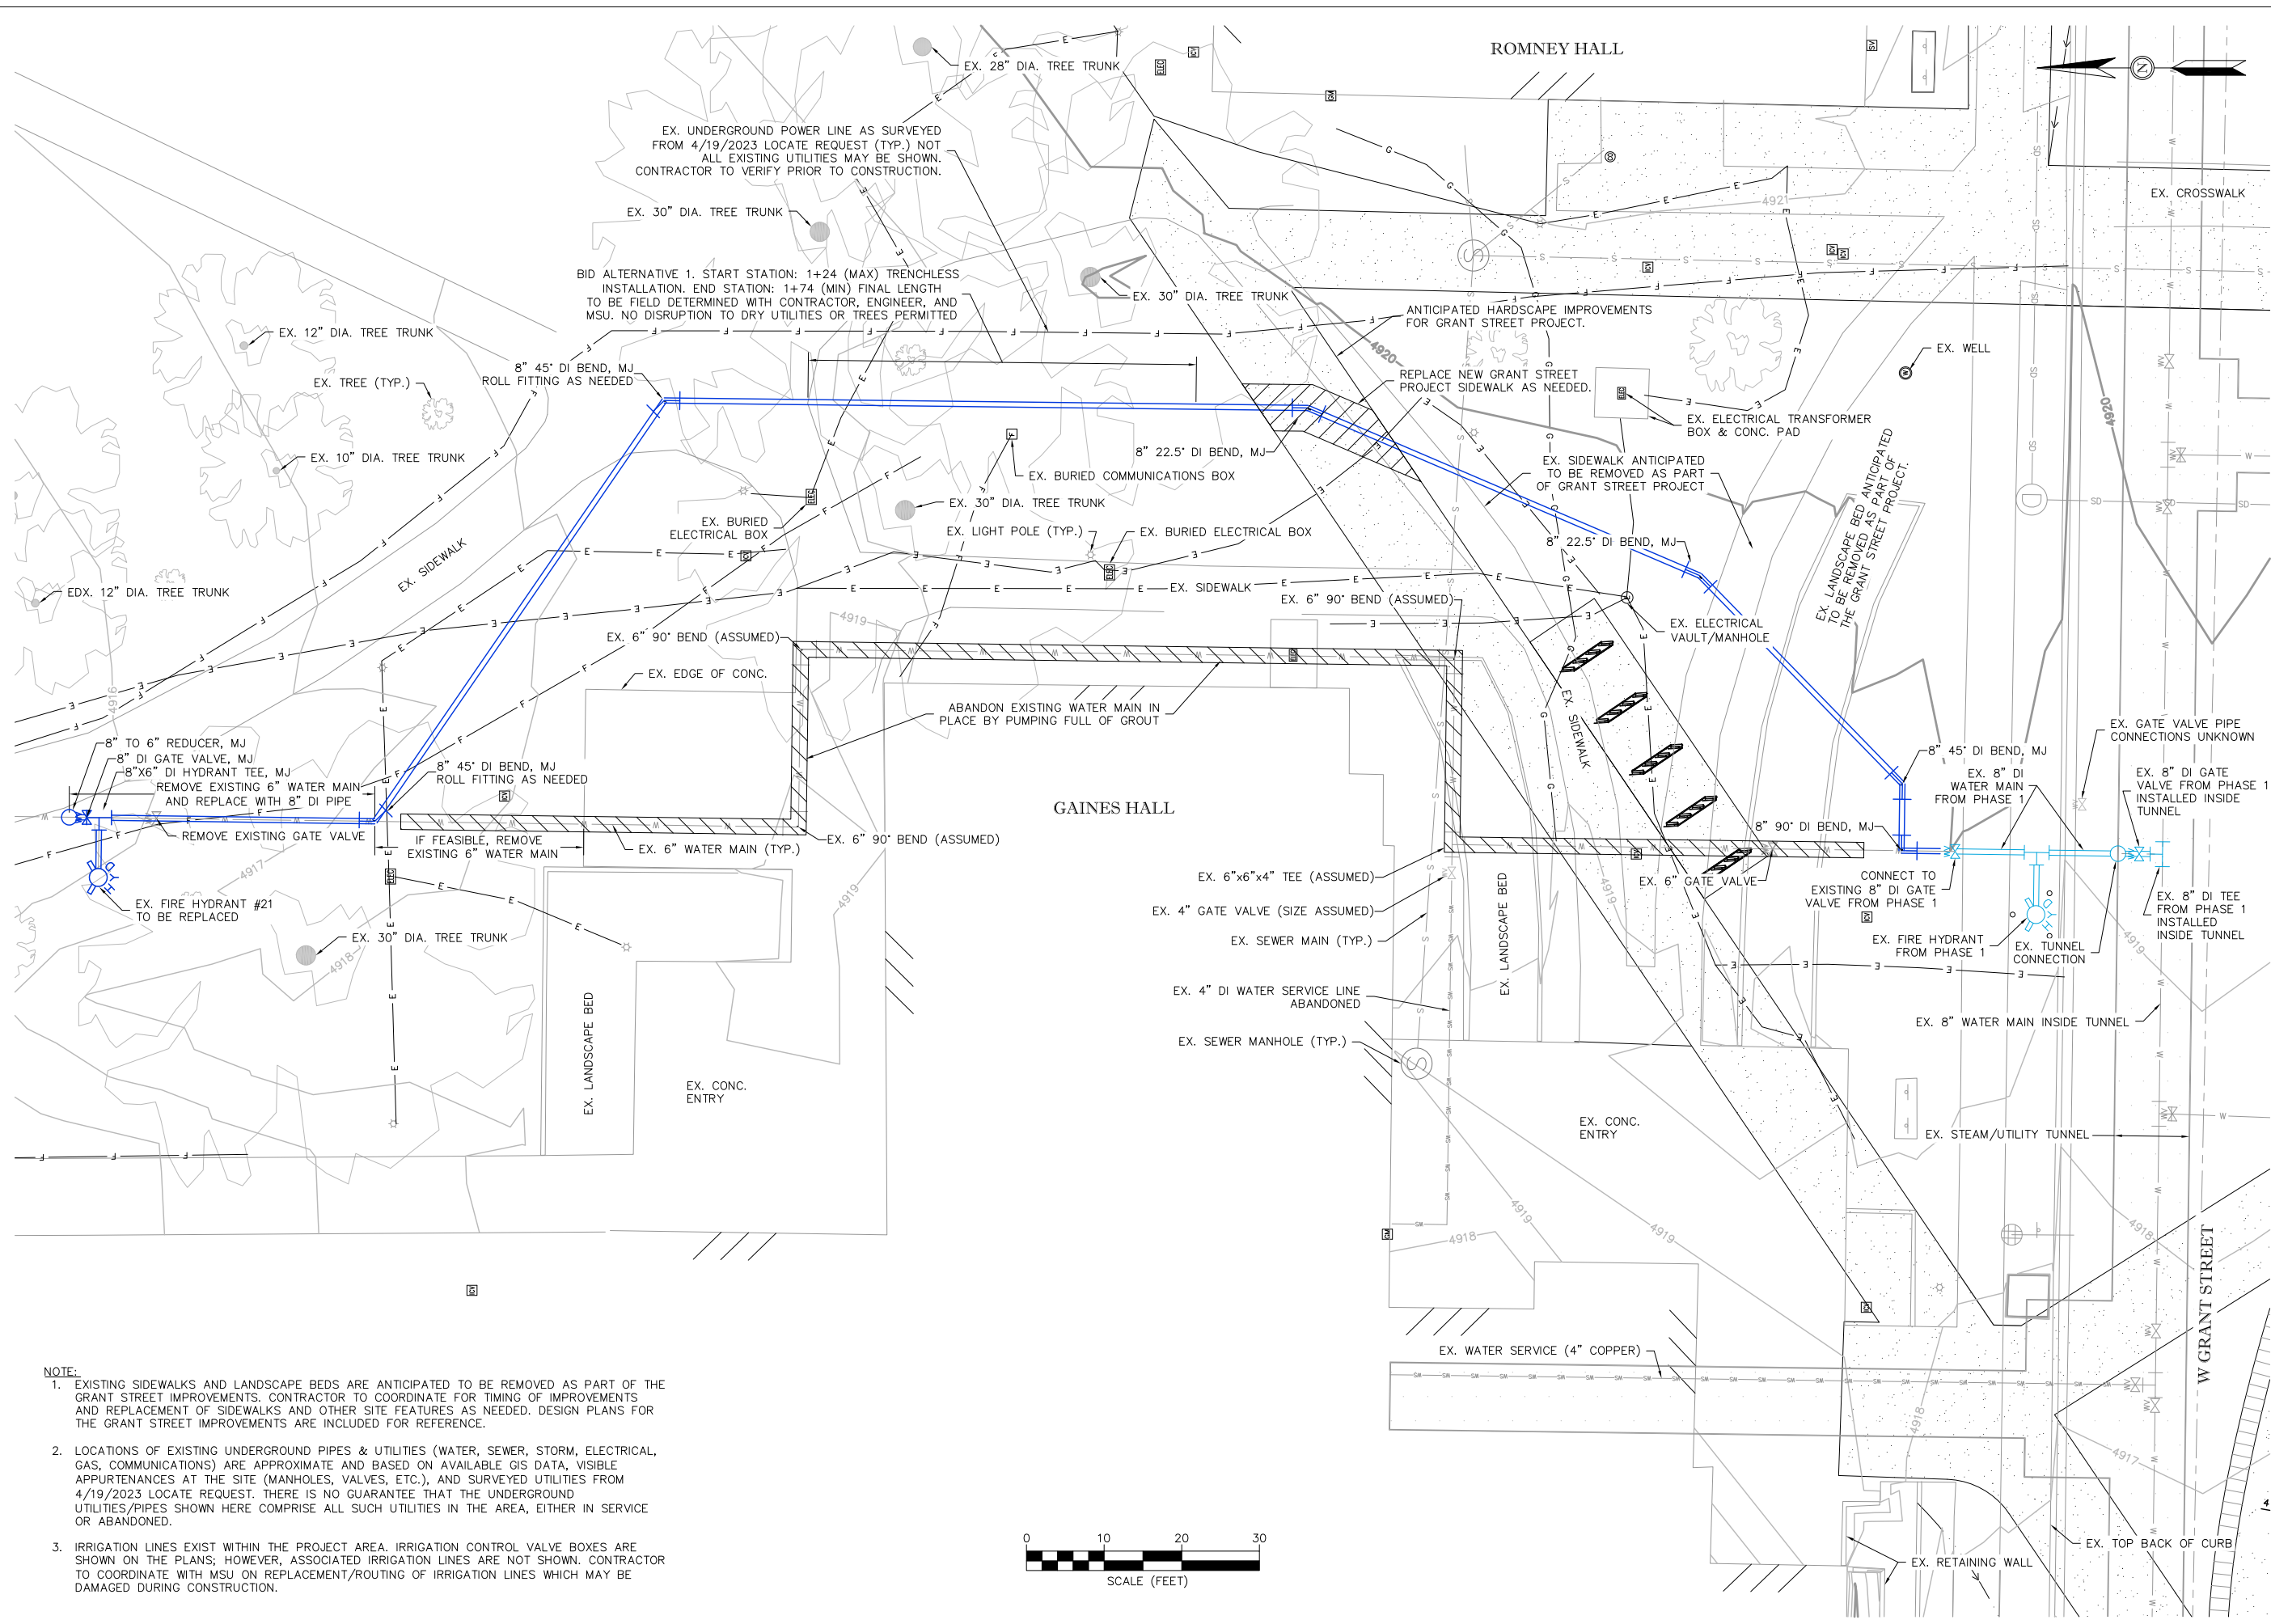 ROMNEY HALL
N
EX. 28" DIA. TREE TRUNK
EX. UNDERGROUND POWER LINE AS SURVEYED
FROM 4/19/2023 LOCATE REQUEST (TYP.) NOT
ALL EXISTING UTILITIES MAY BE SHOWN.
CONTRACTOR TO VERIFY PRIOR TO CONSTRUCTION.
EX. CROSSWALK
4921
EX. 30" DIA. TREE TRUNK
BID ALTERNATIVE 1. START STATION: 1+24 (MAX) TRENCHLESS
INSTALLATION. END STATION: 1+74 (MIN) FINAL LENGTH
TO BE FIELD DETERMINED WITH CONTRACTOR, ENGINEER, AND
MSU. NO DISRUPTION TO DRY UTILITIES OR TREES PERMITTED
EX. 30" DIA. TREE TRUNK
ANTICIPATED HARDSCAPE IMPROVEMENTS
FOR GRANT STREET PROJECT.
EX. 12" DIA. TREE TRUNK
4920
EX. WELL
8" 45° DI BEND, MJ
ROLL FITTING AS NEEDED
EX. TREE (TYP.)
REPLACE NEW GRANT STREET
PROJECT SIDEWALK AS NEEDED.
4920
EX. ELECTRICAL TRANSFORMER
BOX & CONC. PAD
EX. 10" DIA. TREE TRUNK
8" 22.5° DI BEND, MJ
EX. BURIED COMMUNICATIONS BOX
EX. SIDEWALK ANTICIPATED
TO BE REMOVED AS PART
OF GRANT STREET PROJECT
EX. LANDSCAPE BED ANTICIPATED
TO BE REMOVED AS PART OF
THE GRANT STREET PROJECT.
EX. 30" DIA. TREE TRUNK
EX. BURIED
ELECTRICAL BOX
EX. LIGHT POLE (TYP.)
EX. BURIED ELECTRICAL BOX
8" 22.5° DI BEND, MJ
EX. SIDEWALK
EDX. 12" DIA. TREE TRUNK
EX. SIDEWALK
EX. 6" 90° BEND (ASSUMED)
4919
EX. 6" 90° BEND (ASSUMED)
EX. ELECTRICAL
VAULT/MANHOLE
EX. EDGE OF CONC.
4916
ABANDON EXISTING WATER MAIN IN
PLACE BY PUMPING FULL OF GROUT
EX. SIDEWALK
EX. GATE VALVE PIPE
CONNECTIONS UNKNOWN
8" TO 6" REDUCER, MJ
8" DI GATE VALVE, MJ
8"X6" DI HYDRANT TEE, MJ
REMOVE EXISTING 6" WATER MAIN
AND REPLACE WITH 8" DI PIPE
8" 45° DI BEND, MJ
ROLL FITTING AS NEEDED
8" 45° DI BEND, MJ
EX. 8" DI
WATER MAIN
FROM PHASE 1
EX. 8" DI GATE
VALVE FROM PHASE 1
INSTALLED INSIDE
TUNNEL
GAINES HALL
REMOVE EXISTING GATE VALVE
IF FEASIBLE, REMOVE
EXISTING 6" WATER MAIN
EX. 6" WATER MAIN (TYP.)
EX. 6" 90° BEND (ASSUMED)
8" 90° DI BEND, MJ
4917
HYD
EX. 6"x6"x4" TEE (ASSUMED)
EX. 6" GATE VALVE
CONNECT TO
EXISTING 8" DI GATE
VALVE FROM PHASE 1
4919
4919
EX. FIRE HYDRANT #21
TO BE REPLACED
EX. 4" GATE VALVE (SIZE ASSUMED)
EX. 8" DI TEE
FROM PHASE 1
INSTALLED
INSIDE TUNNEL
EX. LANDSCAPE BED
EX. 30" DIA. TREE TRUNK
EX. SEWER MAIN (TYP.)
EX. FIRE HYDRANT
FROM PHASE 1
HYD
EX. TUNNEL
CONNECTION
4919
4918
EX. 4" DI WATER SERVICE LINE
ABANDONED
EX. 8" WATER MAIN INSIDE TUNNEL
EX. LANDSCAPE BED
EX. SEWER MANHOLE (TYP.)
EX. CONC.
ENTRY
EX. CONC.
ENTRY
EX. STEAM/UTILITY TUNNEL
4919
4919
4918
4918
W GRANT STREET
EX. WATER SERVICE (4" COPPER)
4918
4917
EX. TOP BACK OF CURB
EX. RETAINING WALL
NOTE:
1. EXISTING SIDEWALKS AND LANDSCAPE BEDS ARE ANTICIPATED TO BE REMOVED AS PART OF THE
GRANT STREET IMPROVEMENTS. CONTRACTOR TO COORDINATE FOR TIMING OF IMPROVEMENTS
AND REPLACEMENT OF SIDEWALKS AND OTHER SITE FEATURES AS NEEDED. DESIGN PLANS FOR
THE GRANT STREET IMPROVEMENTS ARE INCLUDED FOR REFERENCE.
2. LOCATIONS OF EXISTING UNDERGROUND PIPES & UTILITIES (WATER, SEWER, STORM, ELECTRICAL,
GAS, COMMUNICATIONS) ARE APPROXIMATE AND BASED ON AVAILABLE GIS DATA, VISIBLE
APPURTENANCES AT THE SITE (MANHOLES, VALVES, ETC.), AND SURVEYED UTILITIES FROM
4/19/2023 LOCATE REQUEST. THERE IS NO GUARANTEE THAT THE UNDERGROUND
UTILITIES/PIPES SHOWN HERE COMPRISE ALL SUCH UTILITIES IN THE AREA, EITHER IN SERVICE
OR ABANDONED.
3. IRRIGATION LINES EXIST WITHIN THE PROJECT AREA. IRRIGATION CONTROL VALVE BOXES ARE
SHOWN ON THE PLANS; HOWEVER, ASSOCIATED IRRIGATION LINES ARE NOT SHOWN. CONTRACTOR
TO COORDINATE WITH MSU ON REPLACEMENT/ROUTING OF IRRIGATION LINES WHICH MAY BE
DAMAGED DURING CONSTRUCTION.
0 10 20 30
SCALE (FEET)